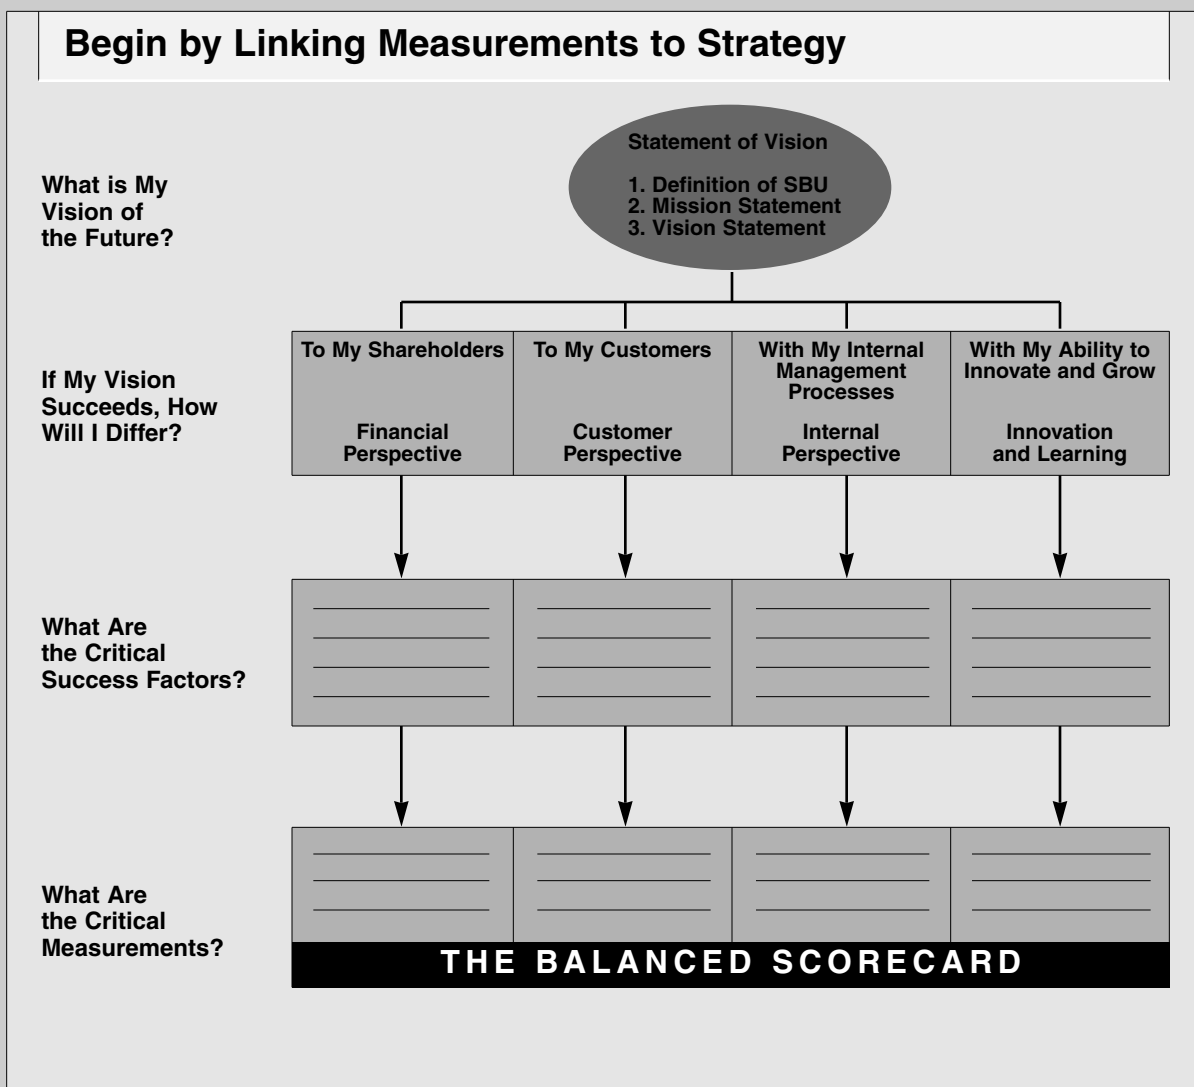 Begin by Linking Measurements to Strategy
What is My
Vision of
the Future?
Statement of Vision
1. Definition of SBU
2. Mission Statement
3. Vision Statement
If My Vision
Succeeds, How
Will I Differ?
To My Shareholders
Financial
Perspective
To My Customers
Customer
Perspective
With My Internal
Management
Processes
Internal
Perspective
With My Ability to
Innovate and Grow
Innovation
and Learning
What Are
the Critical
Success Factors?
What Are
the Critical
Measurements?
THE BALANCED SCORECARD